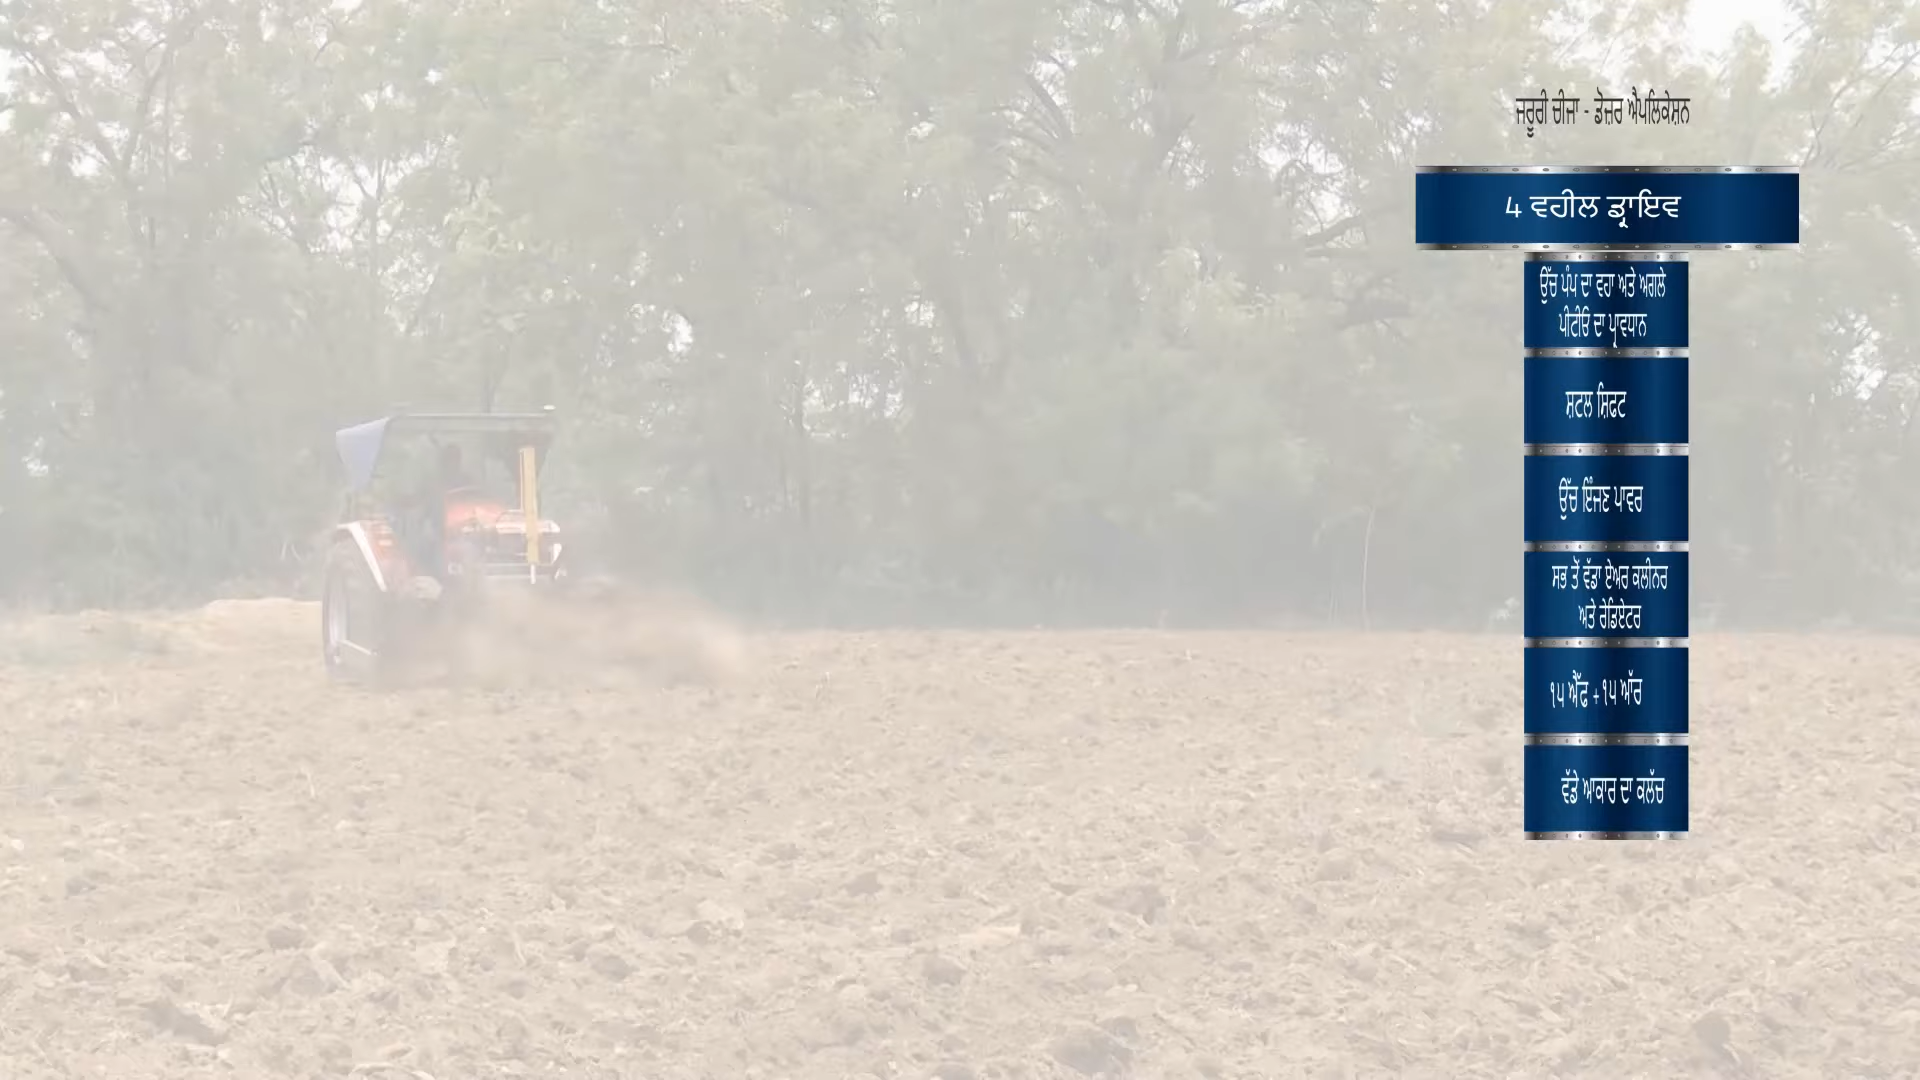 ਜਰੂਰੀ ਚੀਜਾ - ਡੋਜ਼ਰ ਐਪਲਿਕੇਸ਼ਨ
4 ਵਹੀਲ ਡ੍ਰਾਇਵ
ਉੱਚ ਪੰਪ ਦਾ ਵਹਾ ਅਤੇ ਅਗਲੇ
ਪੀਟੀਓ ਦਾ ਪ੍ਰਾਵਧਾਨ
ਸ਼ਟਲ ਸ਼ਿਫਟ
ਉੱਚ ਇੰਜਣ ਪਾਵਰ
ਸਭ ਤੋਂ ਵੱਡਾ ਏਅਰ ਕਲੀਨਰ
ਅਤੇ ਰੇਡਿਏਟਰ
੧੫ ਐੱਫ +੧੫ ਆੱਰ
ਵੱਡੇ ਆਕਾਰ ਦਾ ਕਲੱਚ